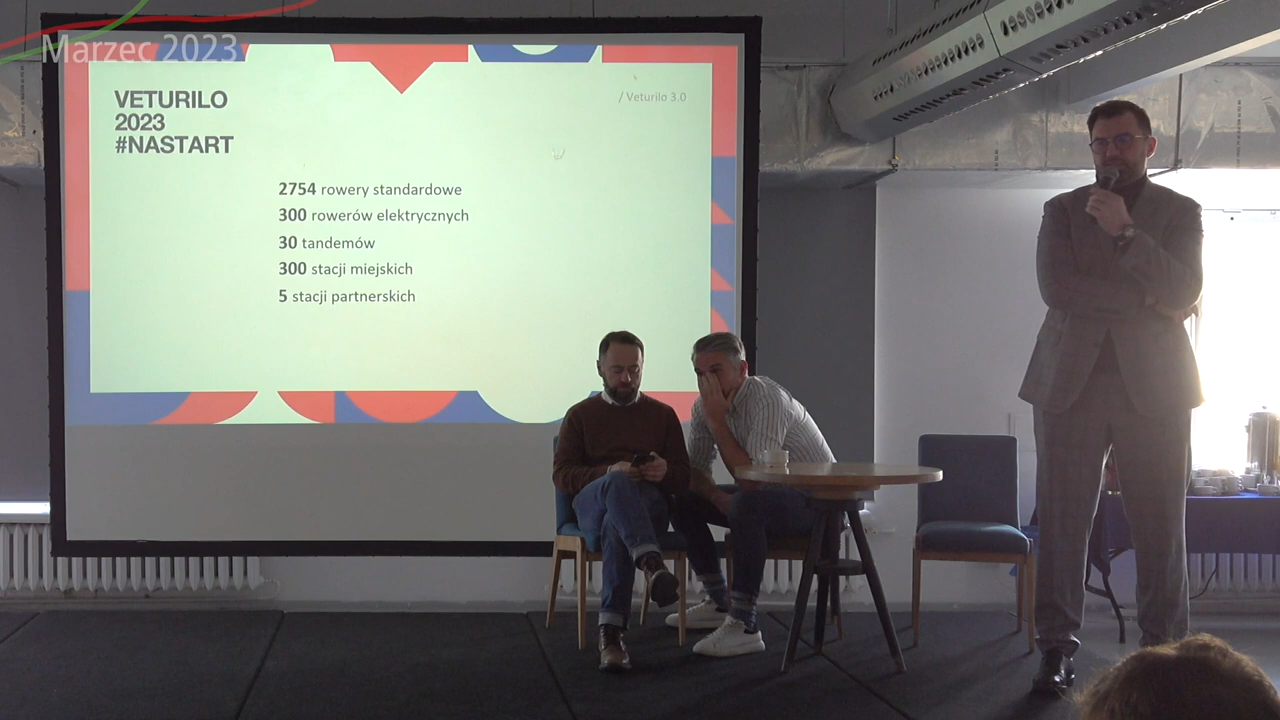 Marzec 2023
VETURILO
2023
#NASTART
/ Veturilo 3.0
2754 rowery standardowe
300 rowerów elektrycznych
30 tandemów
300 stacji miejskich
5 stacji partnerskich